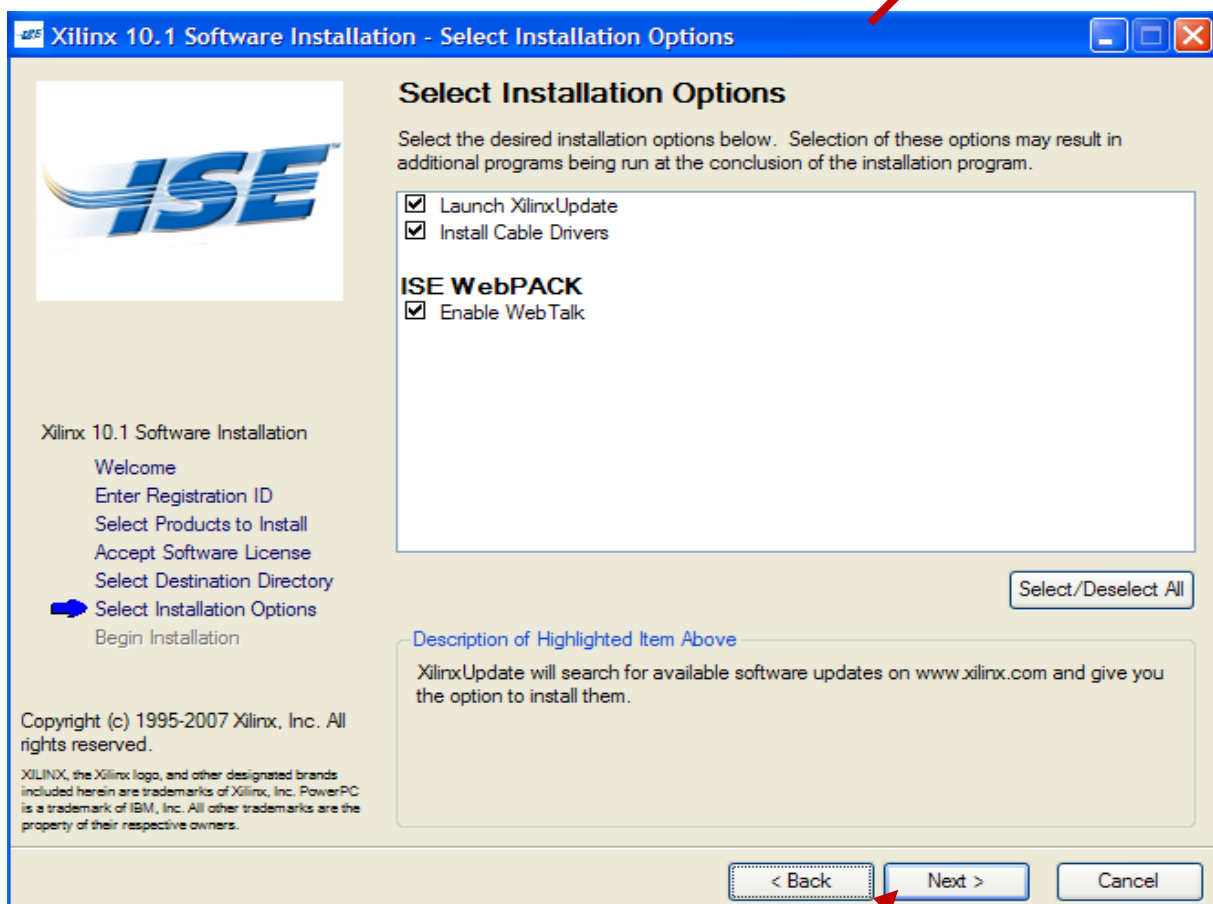 Xilinx 10.1 Software Installation - Select Installation Options
ISE™
Select Installation Options
Select the desired installation options below. Selection of these options may result in
additional programs being run at the conclusion of the installation program.
Launch XilinxUpdate
Install Cable Drivers
ISE WebPACK
Enable WebTalk
Xilinx 10.1 Software Installation
Welcome
Enter Registration ID
Select Products to Install
Accept Software License
Select Destination Directory
Select Installation Options
Begin Installation
Select/Deselect All
Description of Highlighted Item Above
XilinxUpdate will search for available software updates on www.xilinx.com and give you
the option to install them.
Copyright (c) 1995-2007 Xilinx, Inc. All
rights reserved.
XILINX, the Xilinx logo, and other designated brands
included herein are trademarks of Xilinx, Inc. PowerPC
is a trademark of IBM, Inc. All other trademarks are the
property of their respective owners.
< Back
Next >
Cancel